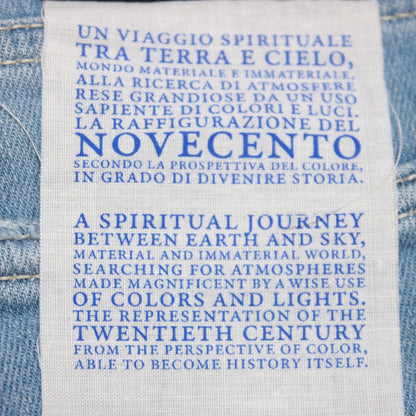 UN VIAGGIO SPIRITUALE
TRA TERRA E CIELO,
MONDO MATERIALE E IMMATERIALE,
ALLA RICERCA DI ATMOSFERE
RESE GRANDIOSE DA UN USO
SAPIENTE DI COLORI E LUCI.
LA RAFFIGURAZIONE DEL
NOVECENTO
SECONDO LA PROSPETTIVA DEL COLORE,
IN GRADO DI DIVENIRE STORIA.
A SPIRITUAL JOURNEY
BETWEEN EARTH AND SKY,
MATERIAL AND IMMATERIAL WORLD,
SEARCHING FOR ATMOSPHERES
MADE MAGNIFICENT BY A WISE USE
OF COLORS AND LIGHTS.
THE REPRESENTATION OF THE
TWENTIETH CENTURY
FROM THE PERSPECTIVE OF COLOR,
ABLE TO BECOME HISTORY ITSELF.